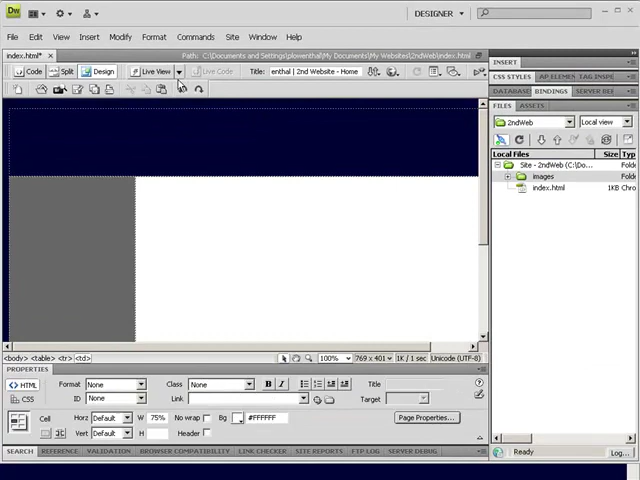 Dw
DESIGNER
index.html*
Path: C:\Documents and Settings\plowenthal\My Documents\My Websites\2ndWeb\index.html
Code
Split
Design
Live View
Live Code
Title: enthal | 2nd Website - Home
File Edit View Insert Modify Format Commands Site Window Help
INSERT
CSS STYLES AP ELEMEN TAG INSPE
DATABASE BINDINGS SERVER BEH
FILES ASSETS
2ndWeb
Local view
Local Files Size Typ
Site - 2ndWeb (C:\Do... Folde
images Folde
index.html 1KB Chro
<body> <table> <tr> <td>
100% 769 x 401 1K / 1 sec Unicode (UTF-8)
PROPERTIES
HTML
CSS
Format None
ID None
Class None
Link
B I
Title
Target
Cell
Horz Default
W 75%
No wrap
Bg #FFFFFF
Page Properties...
Vert Default
H
Header
Ready
Log...
SEARCH REFERENCE VALIDATION BROWSER COMPATIBILITY LINK CHECKER SITE REPORTS FTP LOG SERVER DEBUG